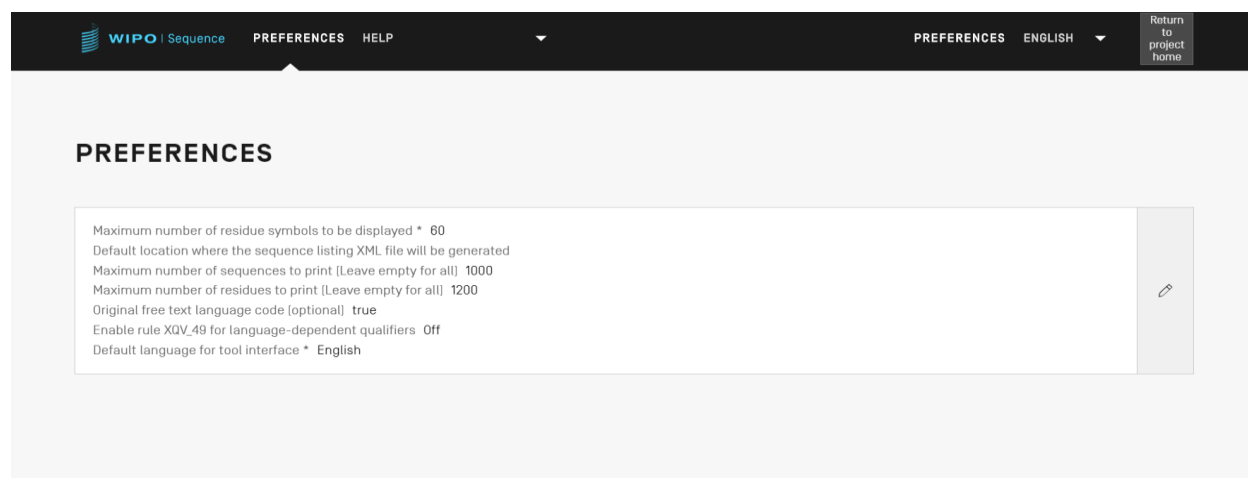 WIPO | Sequence PREFERENCES HELP PREFERENCES ENGLISH Return to project home
PREFERENCES
Maximum number of residue symbols to be displayed * 60
Default location where the sequence listing XML file will be generated
Maximum number of sequences to print (Leave empty for all) 1000
Maximum number of residues to print (Leave empty for all) 1200
Original free text language code (optional) true
Enable rule XQV_49 for language-dependent qualifiers Off
Default language for tool interface * English